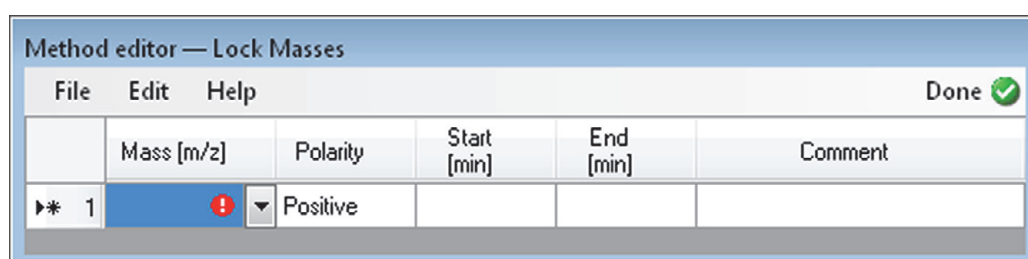 Method editor — Lock Masses
File Edit Help Done
Mass [m/z] Polarity Start [min] End [min] Comment
1 Positive